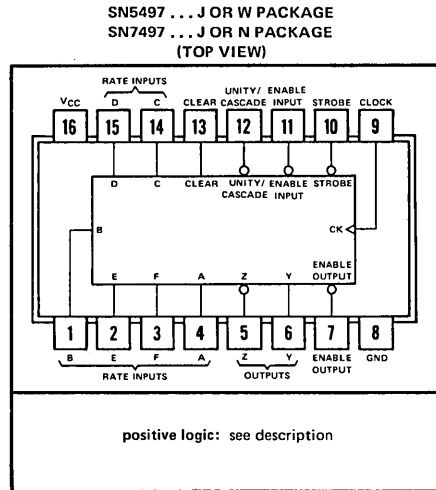 SN5497 ... J OR W PACKAGE
SN7497 ... J OR N PACKAGE
(TOP VIEW)
RATE INPUTS
UNITY/ ENABLE
VCC D C CLEAR CASCADE INPUT STROBE CLOCK
16 15 14 13 12 11 10 9
D C CLEAR UNITY/ ENABLE STROBE
CASCADE INPUT
B CK
ENABLE
OUTPUT
E F A Z Y
1 2 3 4 5 6 7 8
B E F A Z Y ENABLE GND
OUTPUT
RATE INPUTS OUTPUTS
positive logic: see description